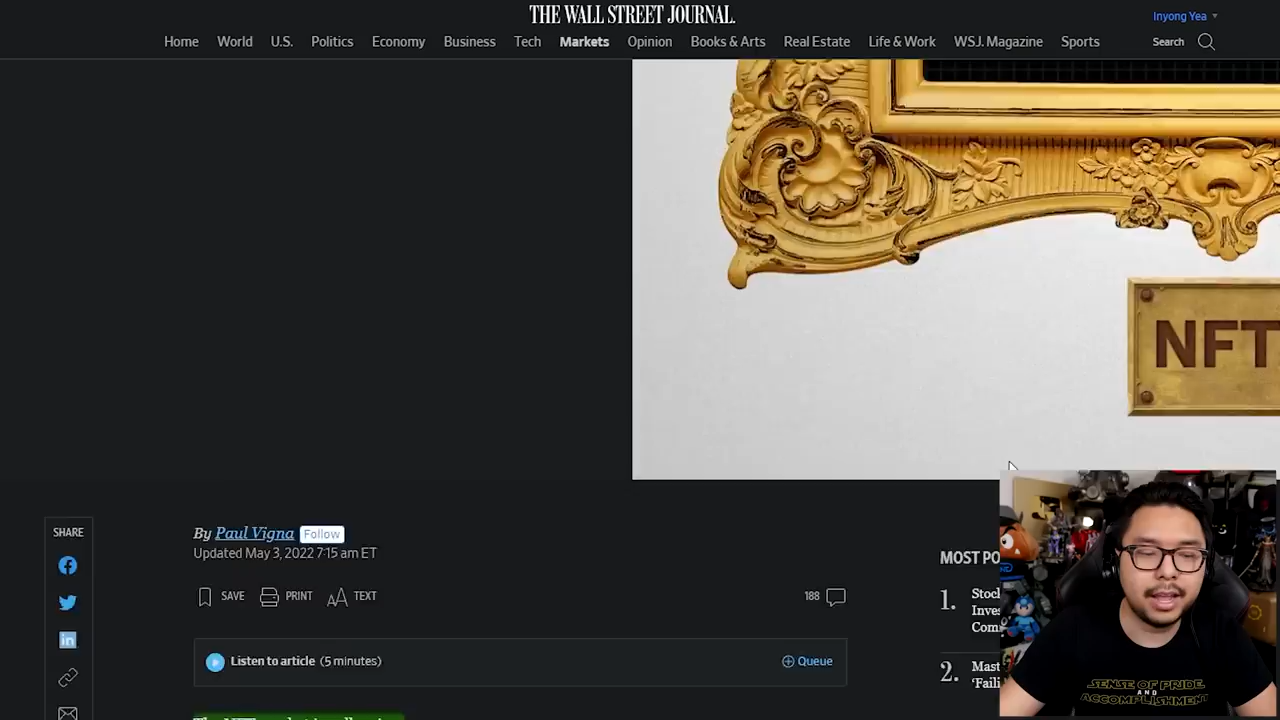 THE WALL STREET JOURNAL.
Inyong Yea
Home World U.S. Politics Economy Business Tech Markets Opinion Books & Arts Real Estate Life & Work WSJ. Magazine Sports Search
NFT
SHARE
By Paul Vigna Follow
Updated May 3, 2022 7:15 am ET
SAVE PRINT TEXT 188
Listen to article (5 minutes) Queue
MOST PO
1. Stoc
Inves
Com
2. Mast
'Faili
SENSE OF PRIDE
AND
ACCOMPLISHMENT